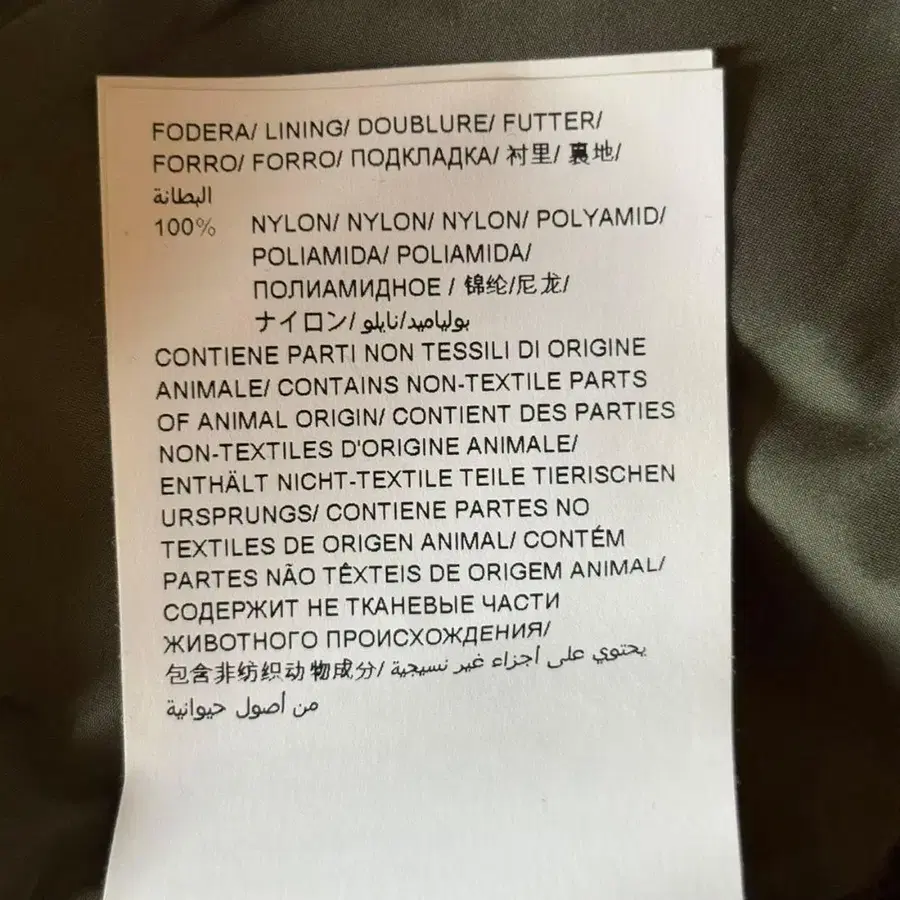 FODERA/ LINING/ DOUBLURE/ FUTTER/
FORRO/ FORRO/ ПОДКЛАДКА/ 衬里/ 裏地/
البطانة
100% NYLON/ NYLON/ NYLON/ POLYAMID/
POLIAMIDA/ POLIAMIDA/
ПОЛИАМИДНОЕ / 锦纶/尼龙/
ナイロン/ بولياميد/نايلو
CONTIENE PARTI NON TESSILI DI ORIGINE
ANIMALE/ CONTAINS NON-TEXTILE PARTS
OF ANIMAL ORIGIN/ CONTIENT DES PARTIES
NON-TEXTILES D'ORIGINE ANIMALE/
ENTHÄLT NICHT-TEXTILE TEILE TIERISCHEN
URSPRUNGS/ CONTIENE PARTES NO
TEXTILES DE ORIGEN ANIMAL/ CONTÉM
PARTES NÃO TÊXTEIS DE ORIGEM ANIMAL/
СОДЕРЖИТ НЕ ТКАНЕВЫЕ ЧАСТИ
ЖИВОТНОГО ПРОИСХОЖДЕНИЯ/
包含非纺织动物成分/ يحتوي على أجزاء غير نسيجية
من أصول حيوانية